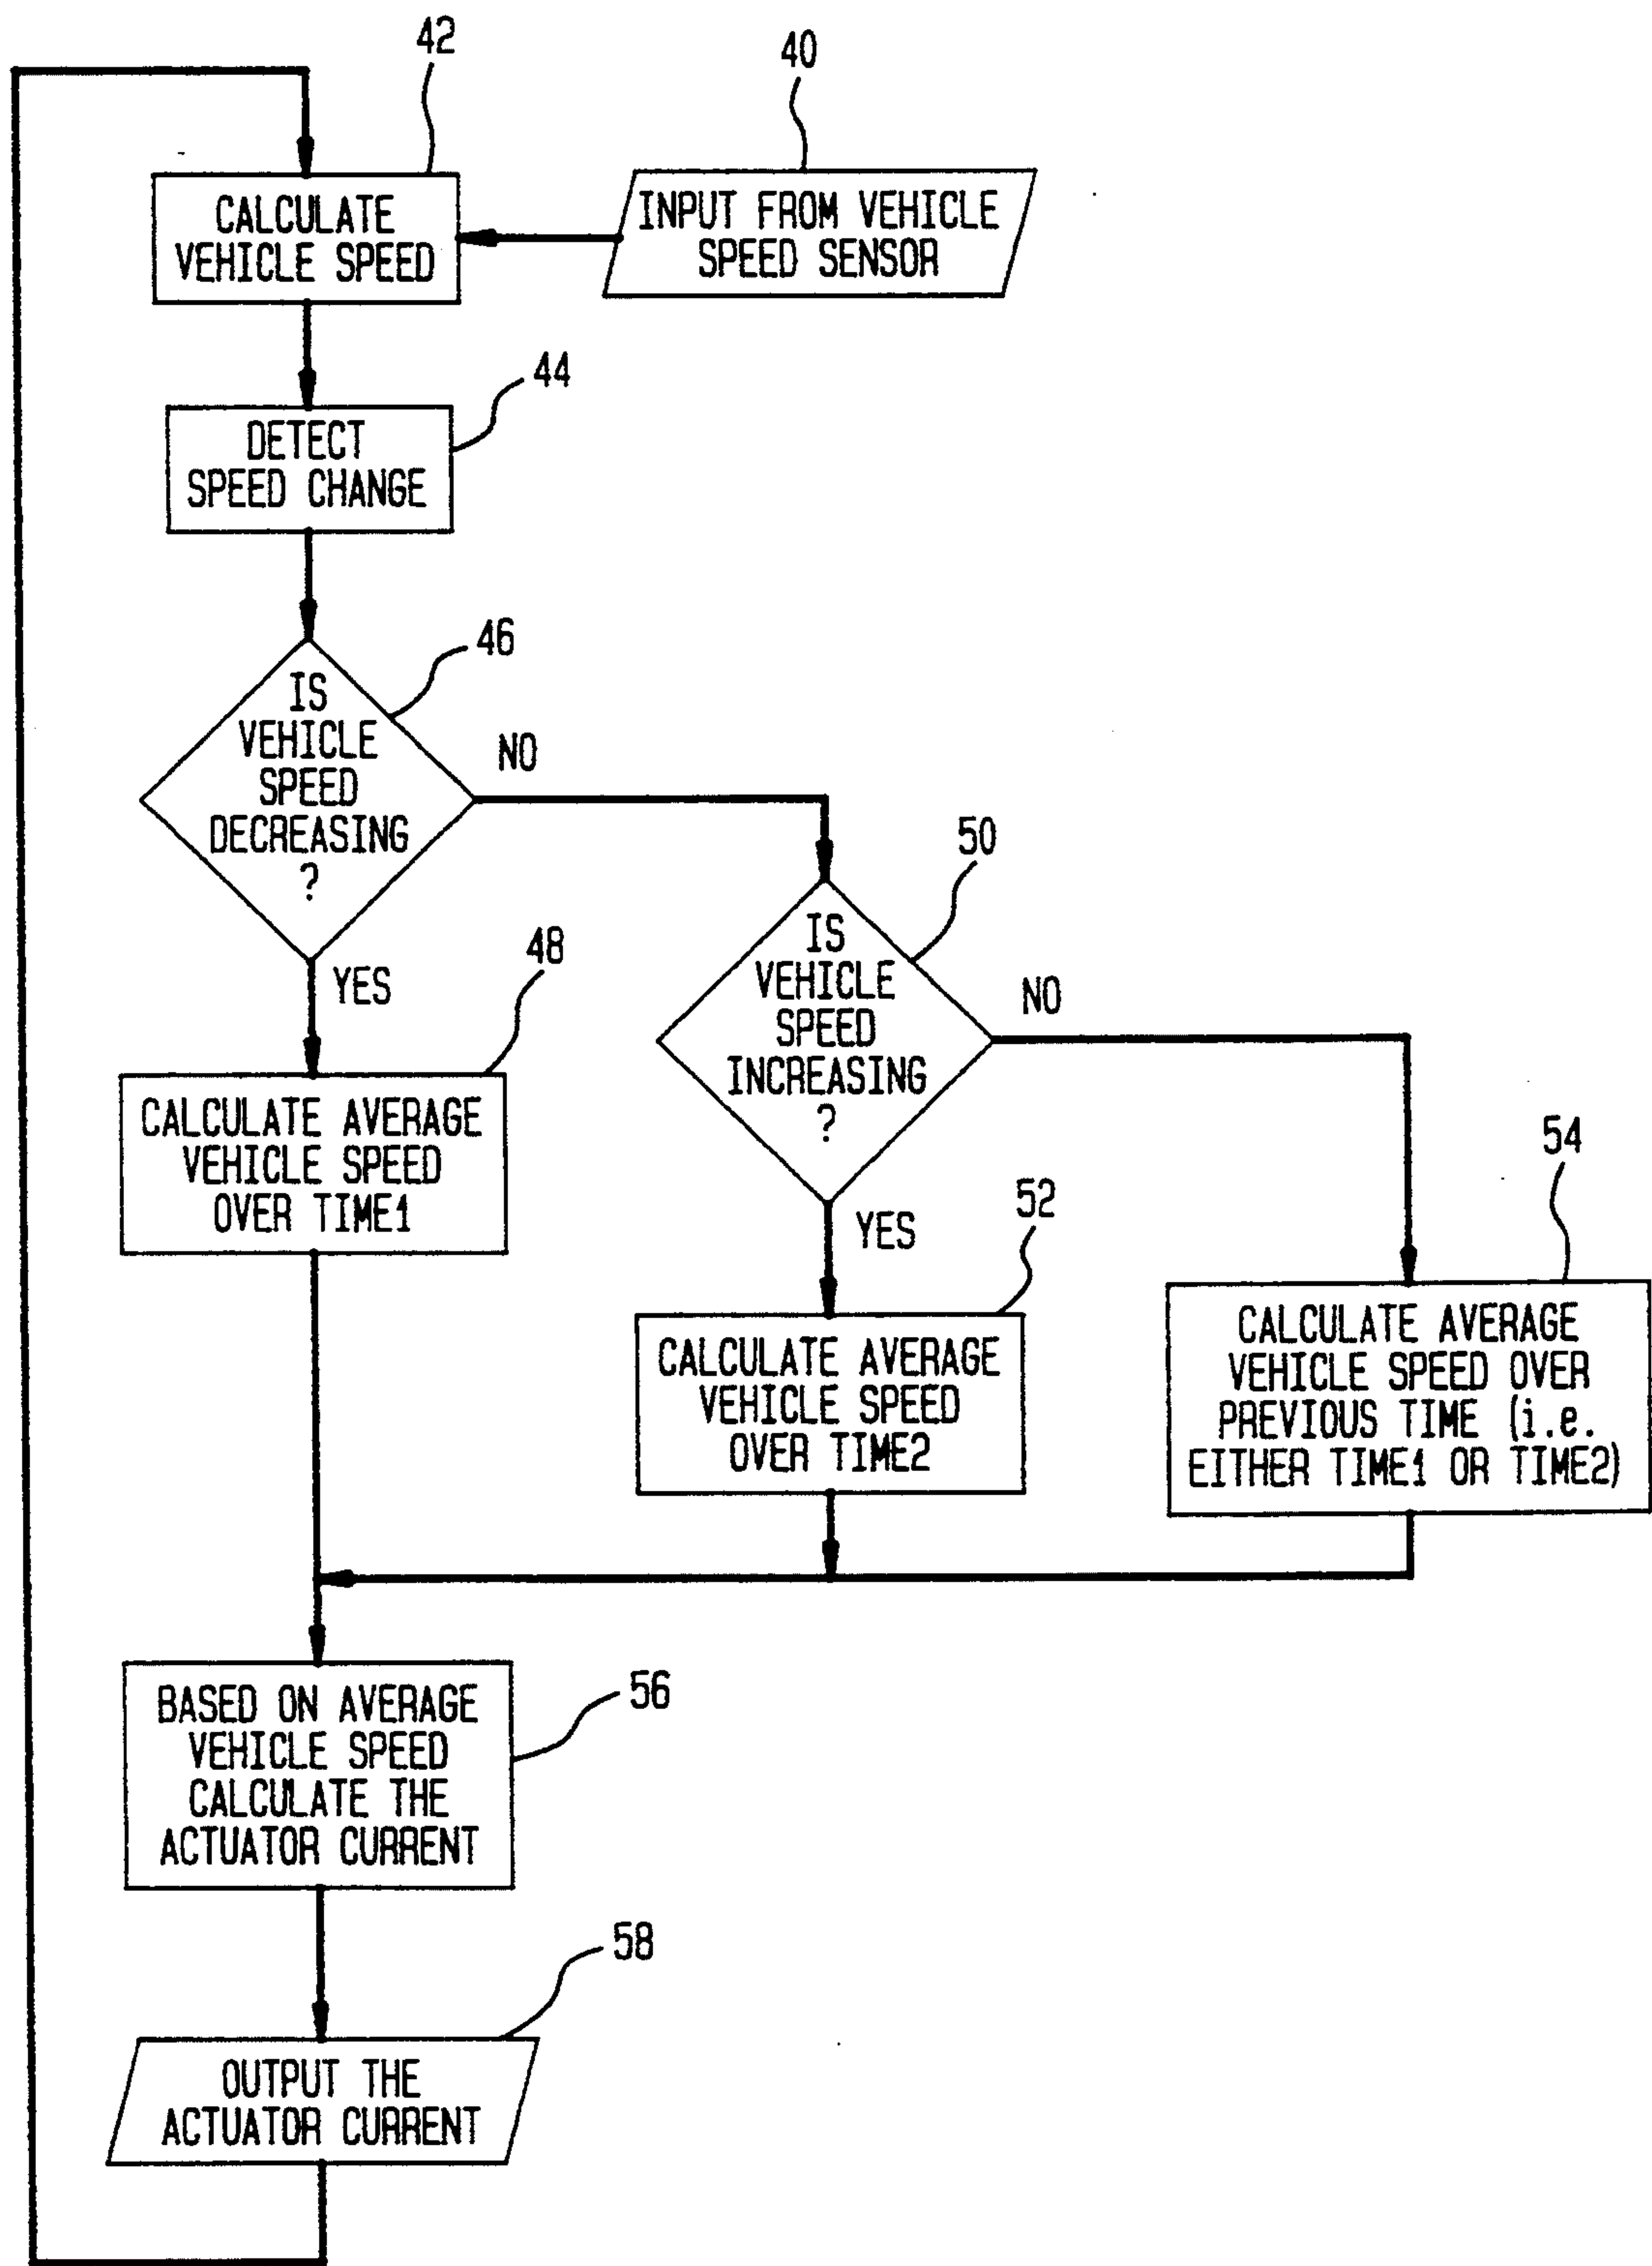 42
40
CALCULATE
VEHICLE SPEED
INPUT FROM VEHICLE
SPEED SENSOR
44
DETECT
SPEED CHANGE
46
IS
VEHICLE
SPEED
DECREASING
?
NO
YES
50
IS
VEHICLE
SPEED
INCREASING
?
NO
YES
48
CALCULATE AVERAGE
VEHICLE SPEED
OVER TIME1
52
CALCULATE AVERAGE
VEHICLE SPEED
OVER TIME2
54
CALCULATE AVERAGE
VEHICLE SPEED OVER
PREVIOUS TIME (i.e.
EITHER TIME1 OR TIME2)
56
BASED ON AVERAGE
VEHICLE SPEED
CALCULATE THE
ACTUATOR CURRENT
58
OUTPUT THE
ACTUATOR CURRENT